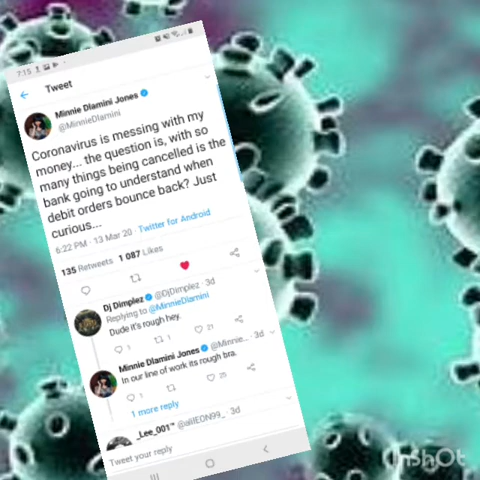 7:15
Tweet
Minnie Dlamini Jones
@MinnieDlamini
Coronavirus is messing with my
money... the question is, with so
many things being cancelled is the
bank going to understand when
debit orders bounce back? Just
curious...
6:22 PM · 13 Mar 20 · Twitter for Android
135 Retweets 1 087 Likes
Dj Dimplez @DjDimplez · 3d
Replying to @MinnieDlamini
Dude it's rough hey.
1 1 21
Minnie Dlamini Jones @Minnie... · 3d
In our line of work its rough bra.
1 25
1 more reply
_Lee_001™ · 3d
Tweet your reply
InShOt